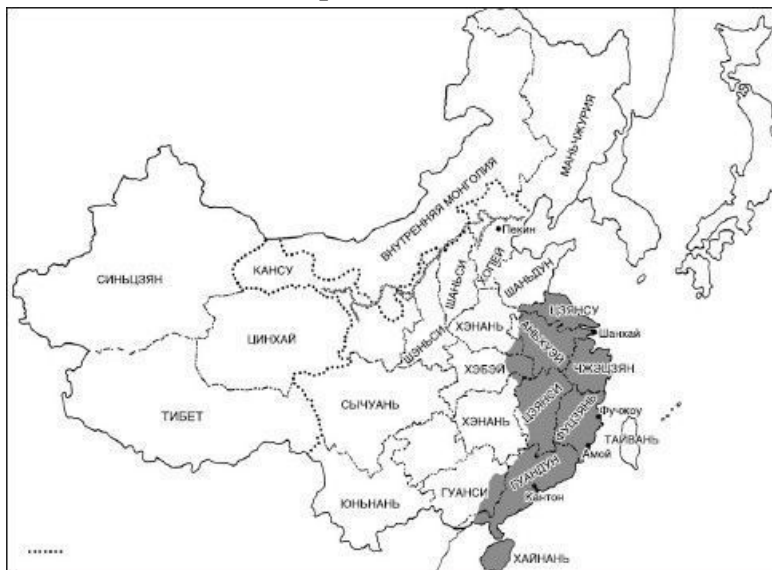 МАНЬЧЖУРИЯ
ВНУТРЕННЯЯ МОНГОЛИЯ
Пекин
СИНЬЦЗЯН
КАНСУ
ШАНЬСИ
ХОПЕЙ
ШАНЬДУН
ЦИНХАЙ
ШЭНЬСИ
ХЭНАНЬ
ЦЗЯНСУ
АНЬХУЭЙ
Шанхай
ХЭБЭЙ
ЧЖЭЦЗЯН
ТИБЕТ
СЫЧУАНЬ
ХЭНАНЬ
ЦЗЯНСИ
ФУЦЗЯНЬ
Фучжоу
ТАЙВАНЬ
Амой
ЮНЬНАНЬ
ГУАНСИ
ГУАНДУН
Кантон
ХАЙНАНЬ